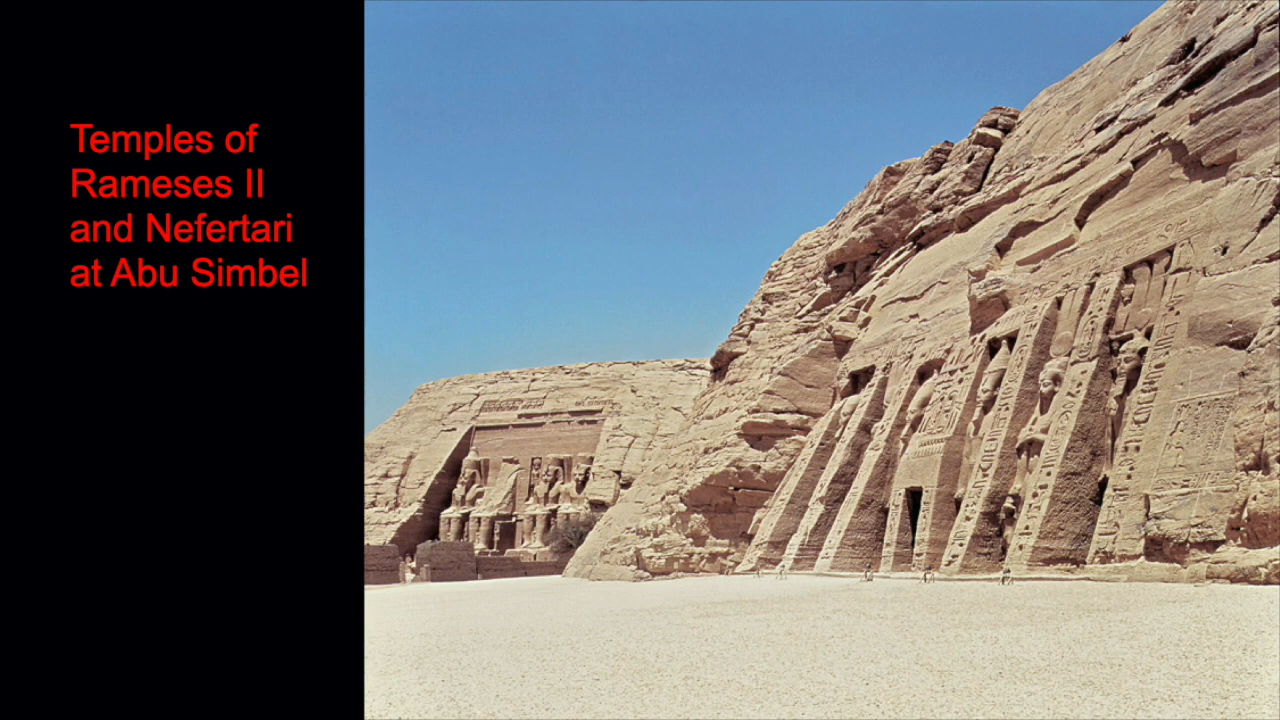 Temples of
Rameses II
and Nefertari
at Abu Simbel